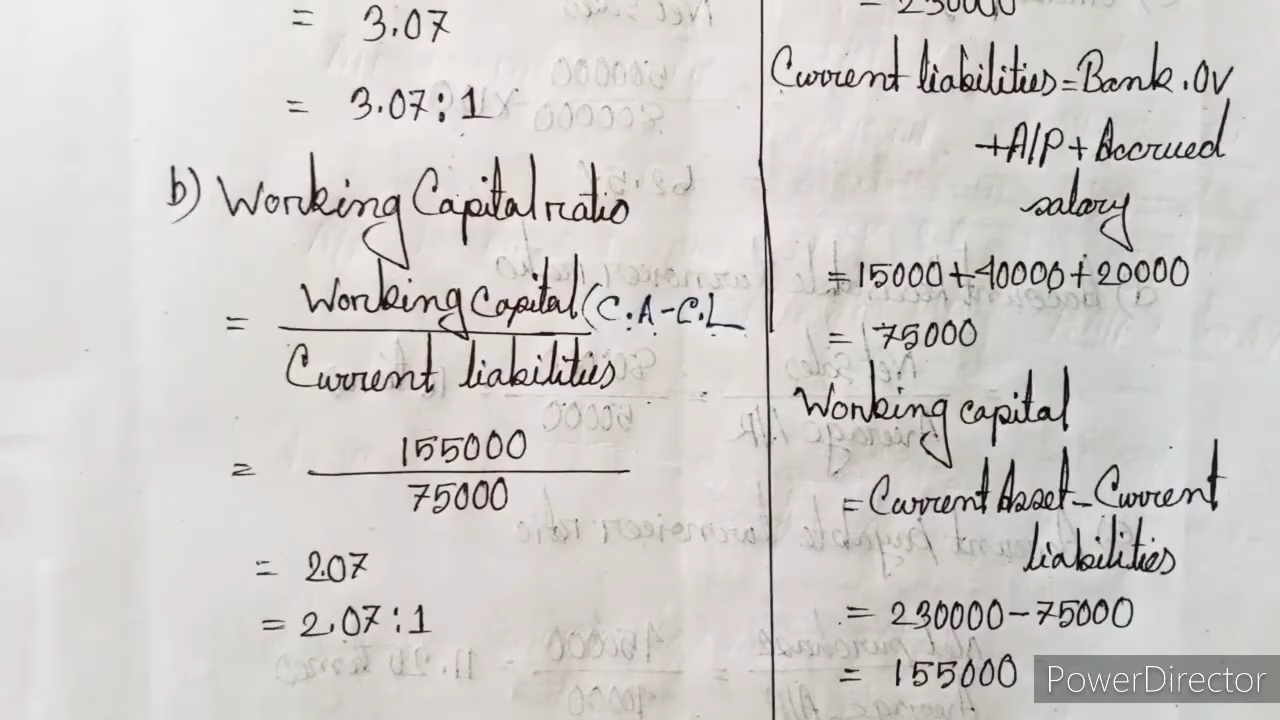 = 3.07
= 3.07:1
b) Working Capital ratio
= Working Capital (C.A-C.L
Current liabilities
= 155000
75000
= 2.07
= 2.07:1
= 230000
Current liabilities = Bank.OV
+A/P+Accrued
salary
=15000+40000+20000
= 75000
Working capital
= Current Asset - Current
liabilities
= 230000-75000
= 155000
PowerDirector